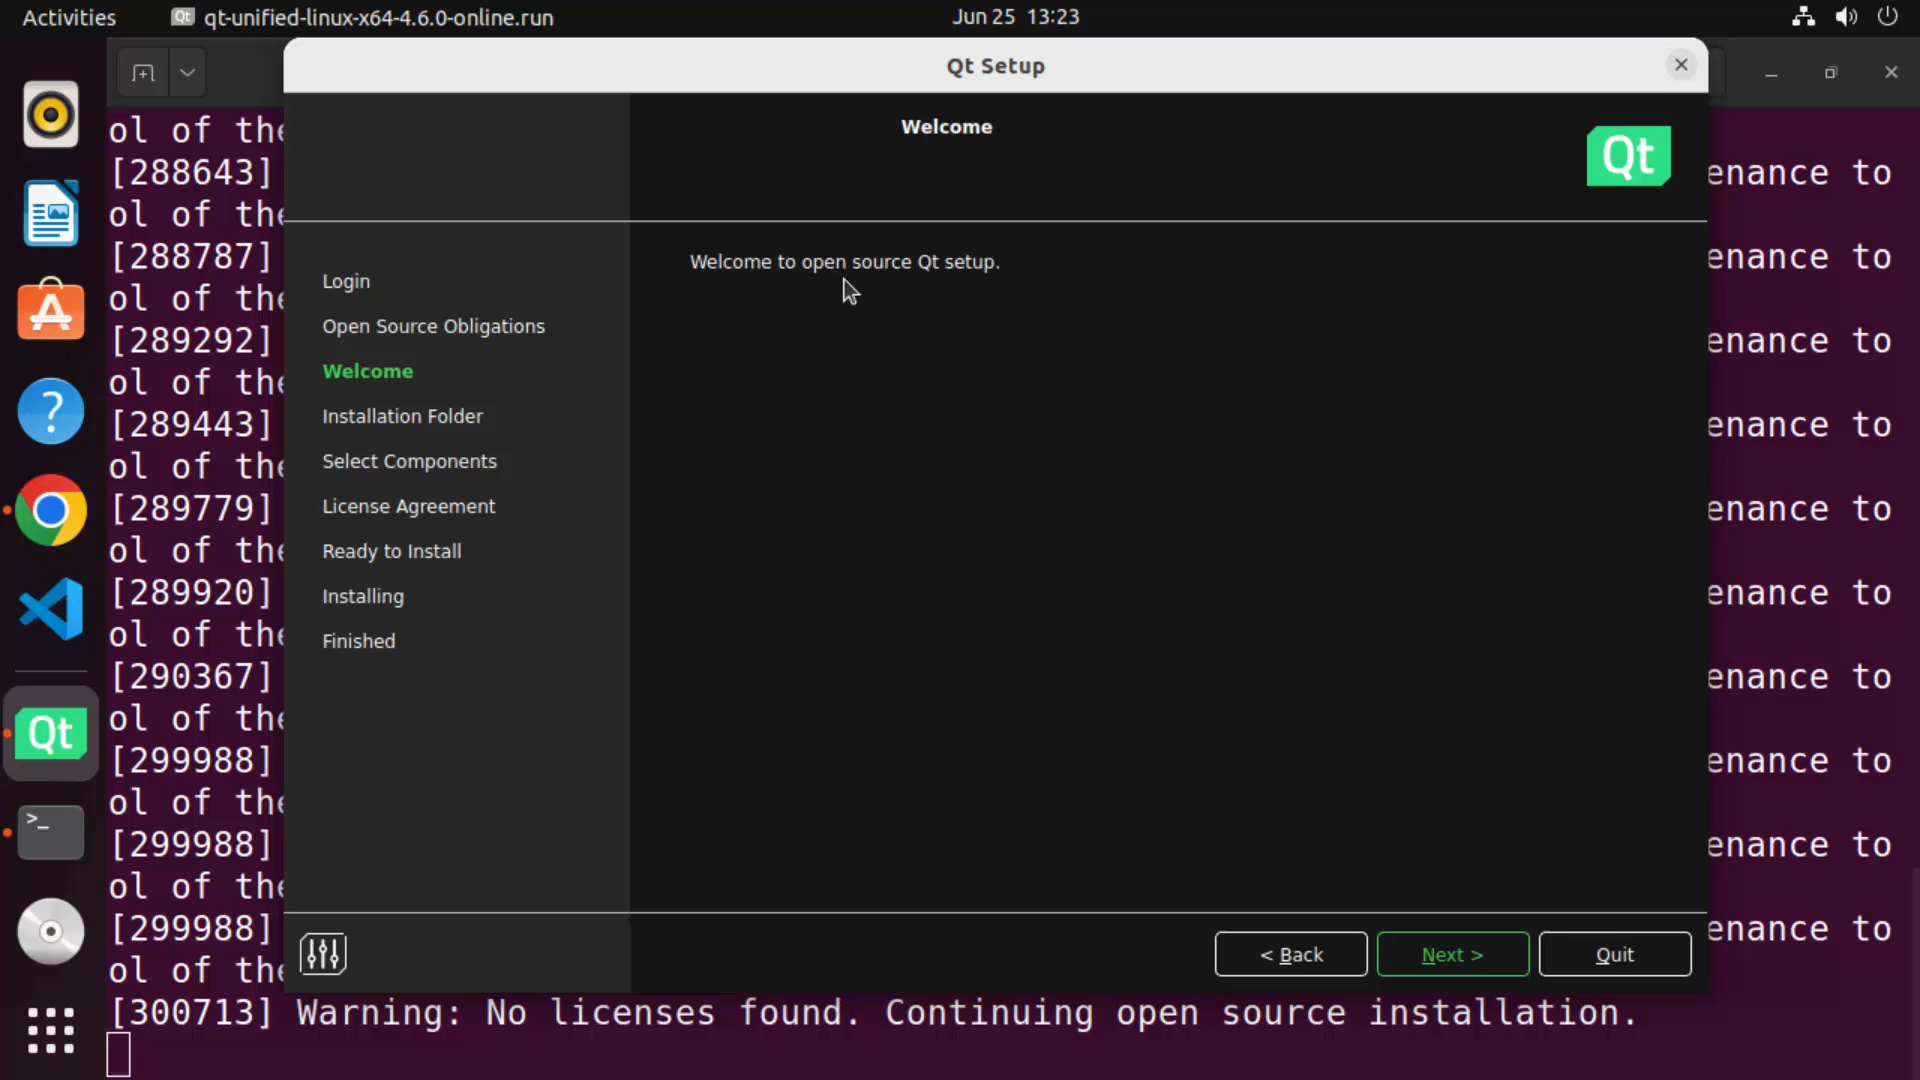 Activities
qt-unified-linux-x64-4.6.0-online.run
Jun 25 13:23
Qt Setup
Welcome
Qt
Welcome to open source Qt setup.
Login
Open Source Obligations
Welcome
Installation Folder
Select Components
License Agreement
Ready to Install
Installing
Finished
< Back
Next >
Quit
ol of the
[288643] enance to
ol of the
[288787] enance to
ol of the
[289292] enance to
ol of the
[289443] enance to
ol of the
[289779] enance to
ol of the
[289920] enance to
ol of the
[290367] enance to
ol of the
[299988] enance to
ol of the
[299988] enance to
ol of the
[299988] enance to
ol of the
[300713] Warning: No licenses found. Continuing open source installation.
Qt